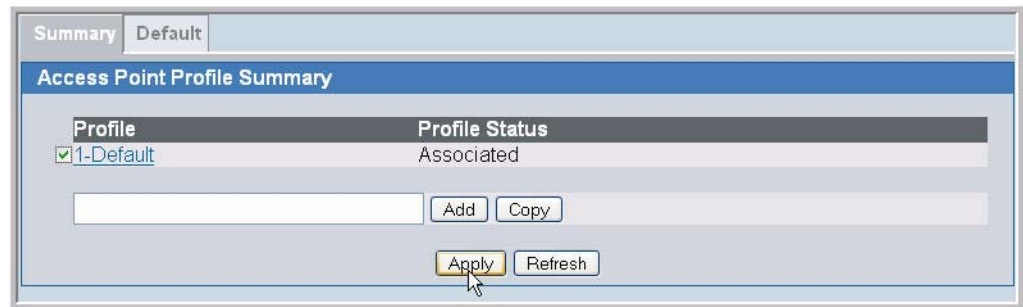 Summary Default
Access Point Profile Summary
Profile Profile Status
1-Default Associated
Add Copy
Apply Refresh